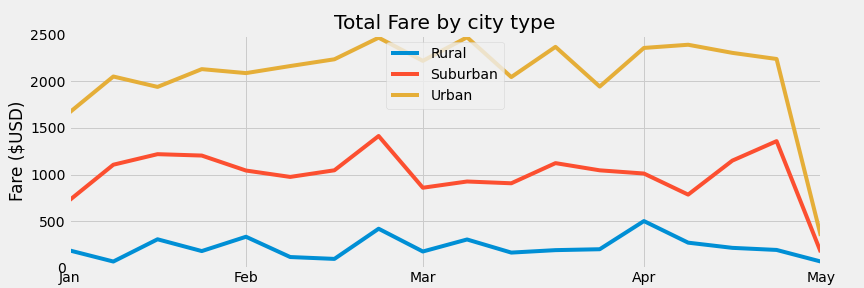 Total Fare by city type
Fare ($USD)
2500
2000
1500
1000
500
0
Rural
Suburban
Urban
Jan Feb Mar Apr May